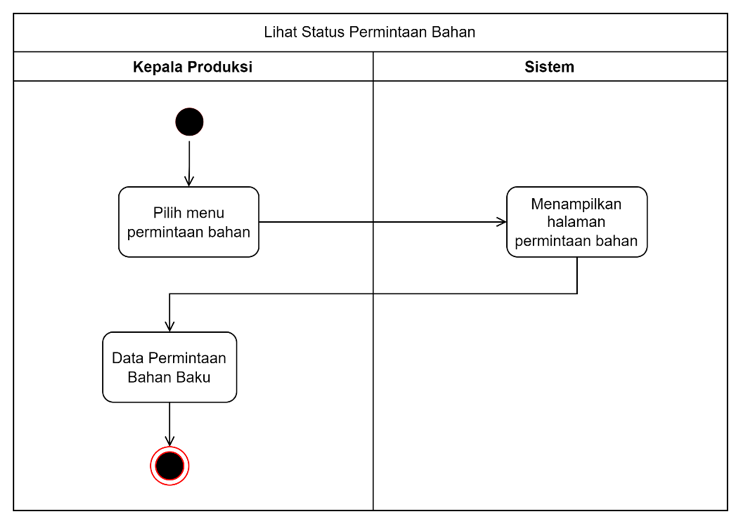 Lihat Status Permintaan Bahan
Kepala Produksi
Sistem
Pilih menu
permintaan bahan
Menampilkan
halaman
permintaan bahan
Data Permintaan
Bahan Baku